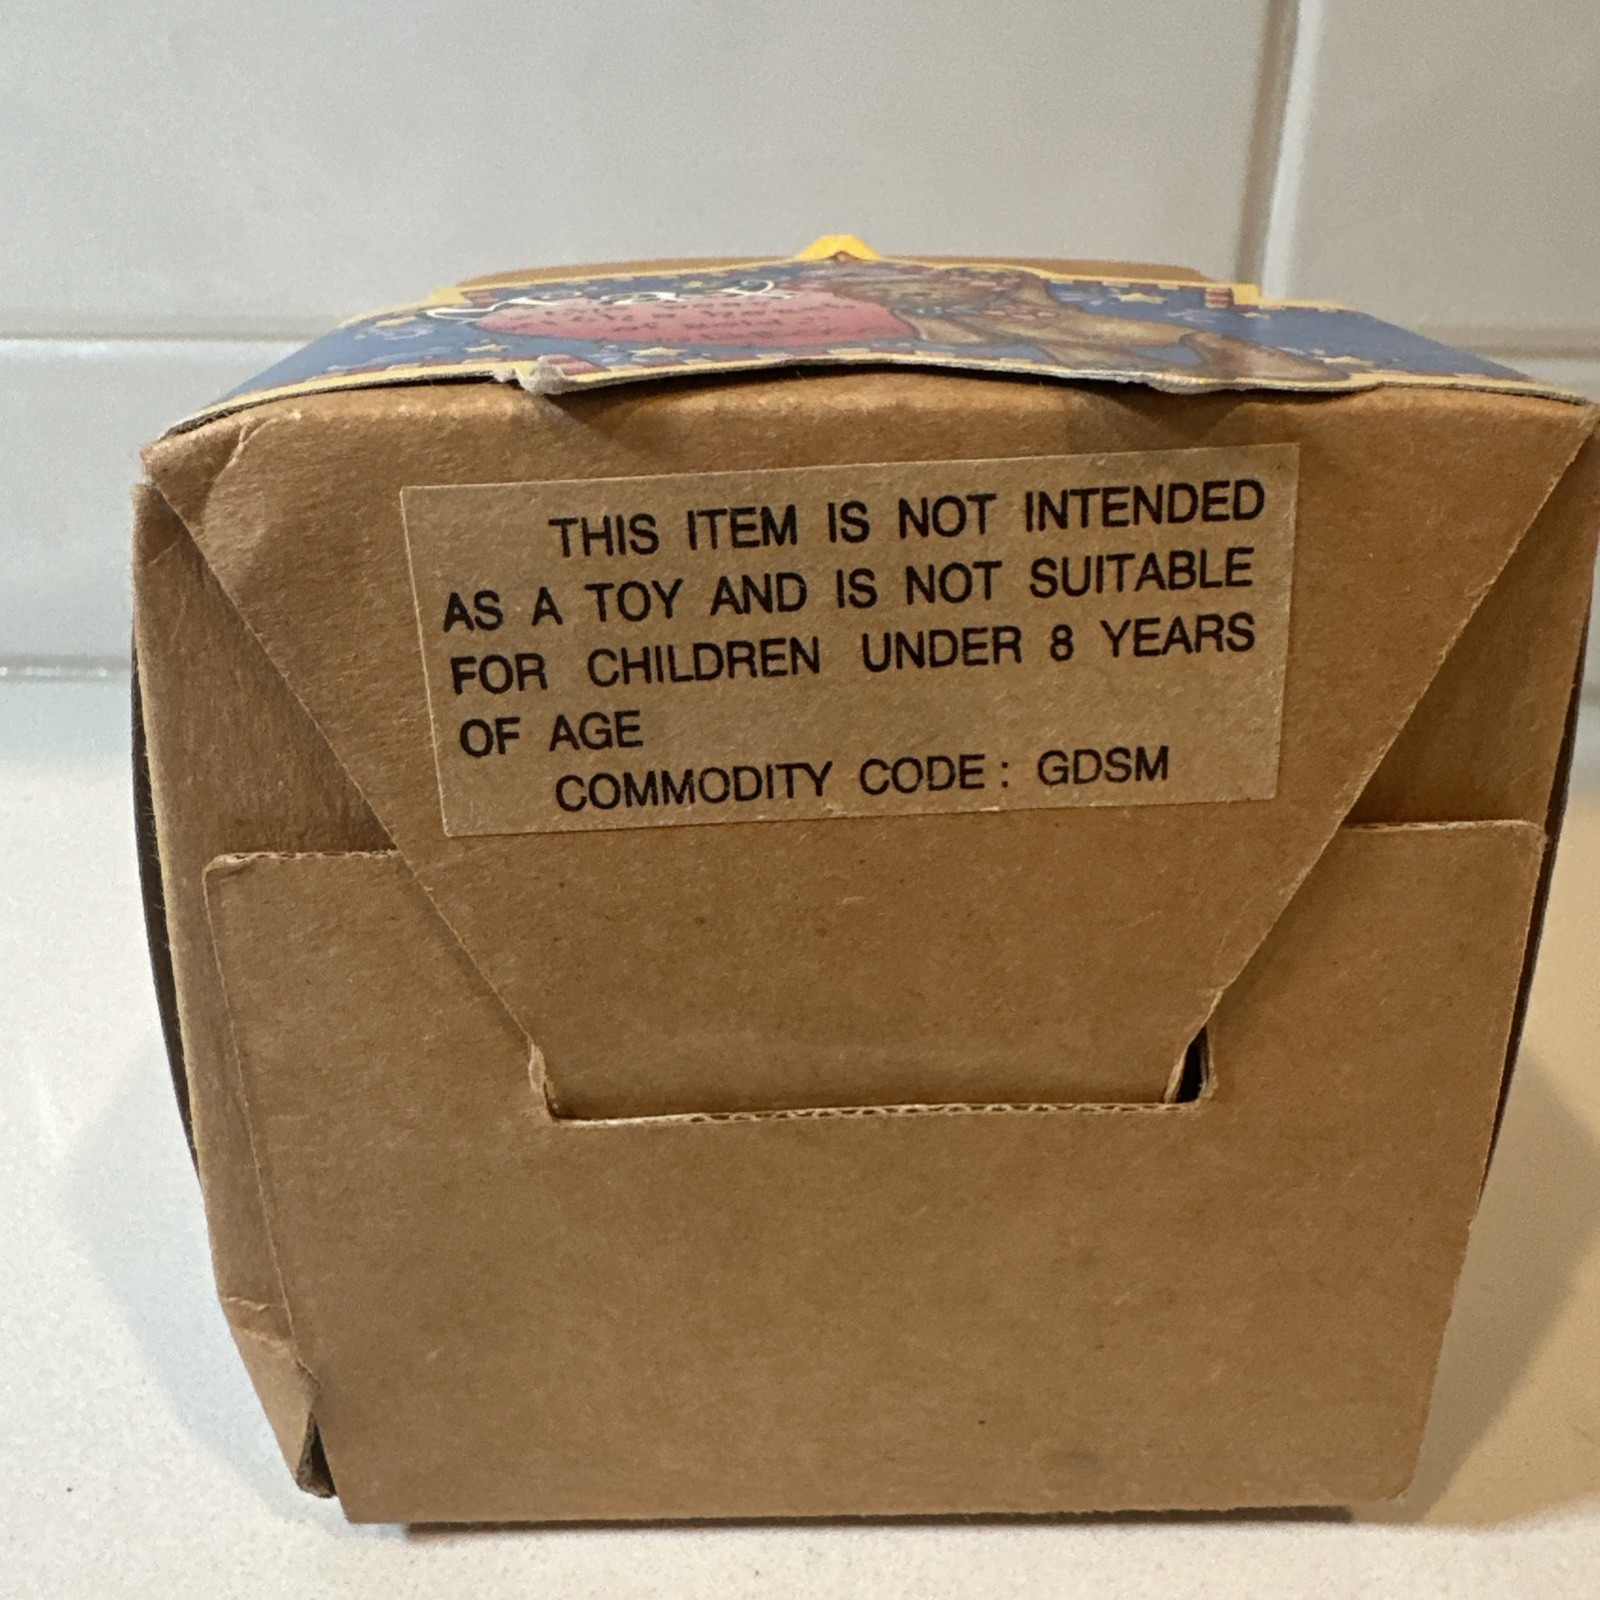 THIS ITEM IS NOT INTENDED
AS A TOY AND IS NOT SUITABLE
FOR CHILDREN UNDER 8 YEARS
OF AGE
COMMODITY CODE : GDSM